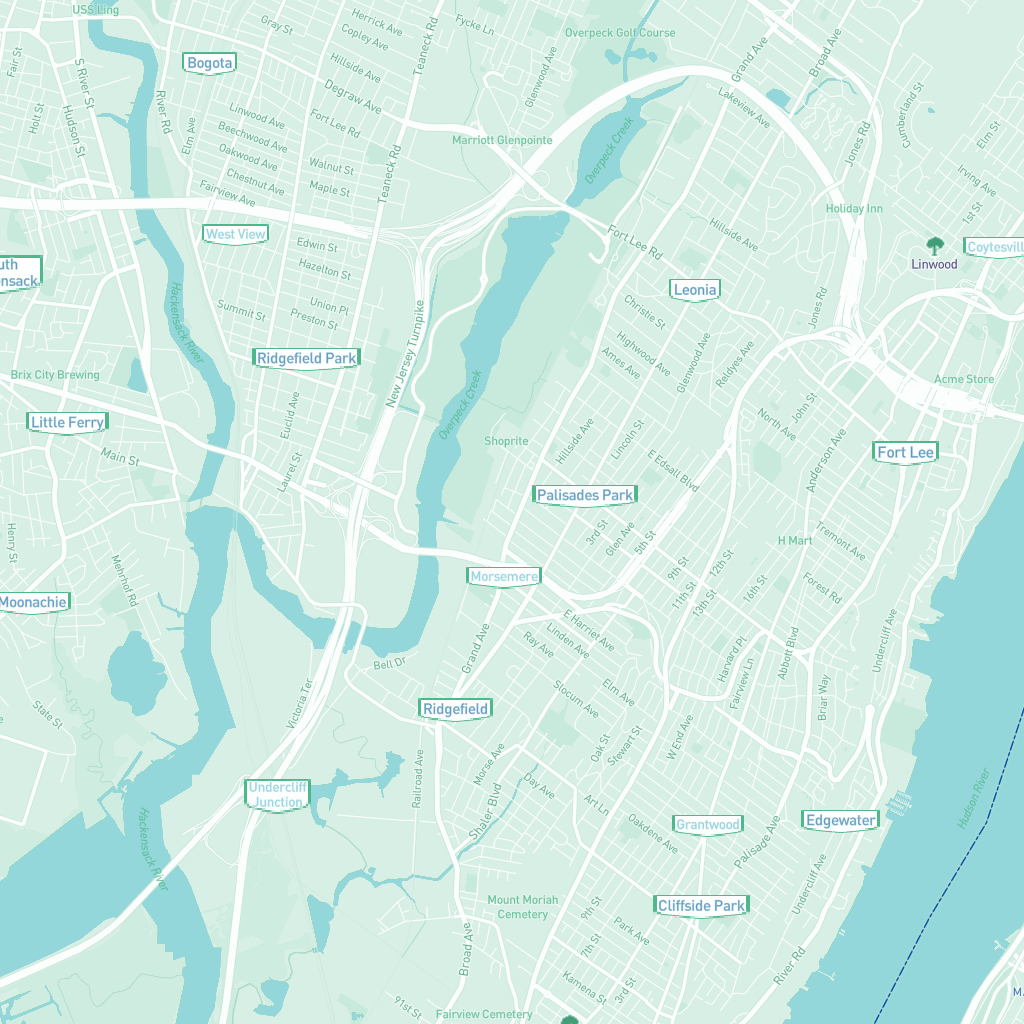 USS Ling
Herrick Ave
Fycke Ln
Gray St
Copley Ave
Teaneck Rd
Overpeck Golf Course
Grand Ave
Broad Ave
Fair St
S River St
Bogota
Hillside Ave
Glenwood Ave
Degraw Ave
River Rd
Lakeview Ave
Cumberland St
Holt St
Hudson St
Linwood Ave
Fort Lee Rd
Elm Ave
Beechwood Ave
Marriott Glenpointe
Overpeck Creek
Jones Rd
Elm St
Oakwood Ave
Walnut St
Teaneck Rd
Chestnut Ave
Maple St
Irving Ave
Fairview Ave
Holiday Inn
1st St
West View
Edwin St
Fort Lee Rd
Hillside Ave
Linwood
Coytesvill
uth
ensack
Hazelton St
Leonia
Summit St
Union Pl
Preston St
Hackensack River
New Jersey Turnpike
Christie St
Jones Rd
Ridgefield Park
Highwood Ave
Ames Ave
Glenwood Ave
Reldyes Ave
Brix City Brewing
Acme Store
Overpeck Creek
Euclid Ave
North Ave
John St
Little Ferry
Shoprite
Hillside Ave
Lincoln St
Anderson Ave
Fort Lee
Main St
Laurel St
E Edsall Blvd
Palisades Park
3rd St
Glen Ave
5th St
H Mart
Tremont Ave
Henry St
Mehrhof Rd
Morsemere
9th St
11th St
12th St
13th St
16th St
Forest Rd
Moonachie
E Harriet Ave
Linden Ave
Ray Ave
Grand Ave
Bell Dr
Harvard Pl
Fairview Ln
Abbott Blvd
Undercliff Ave
Victoria Ter
State St
Ridgefield
Elm Ave
Slocum Ave
Briar Way
W End Ave
Oak St
Stewart St
Railroad Ave
Morse Ave
Day Ave
Undercliff
Junction
Art Ln
Shaler Blvd
Oakdene Ave
Grantwood
Edgewater
Hudson River
Palisade Ave
Hackensack River
Undercliff Ave
Mount Moriah
Cemetery
9th St
Cliffside Park
Park Ave
7th St
Broad Ave
River Rd
Kamena St
3rd St
91st St
Fairview Cemetery
M